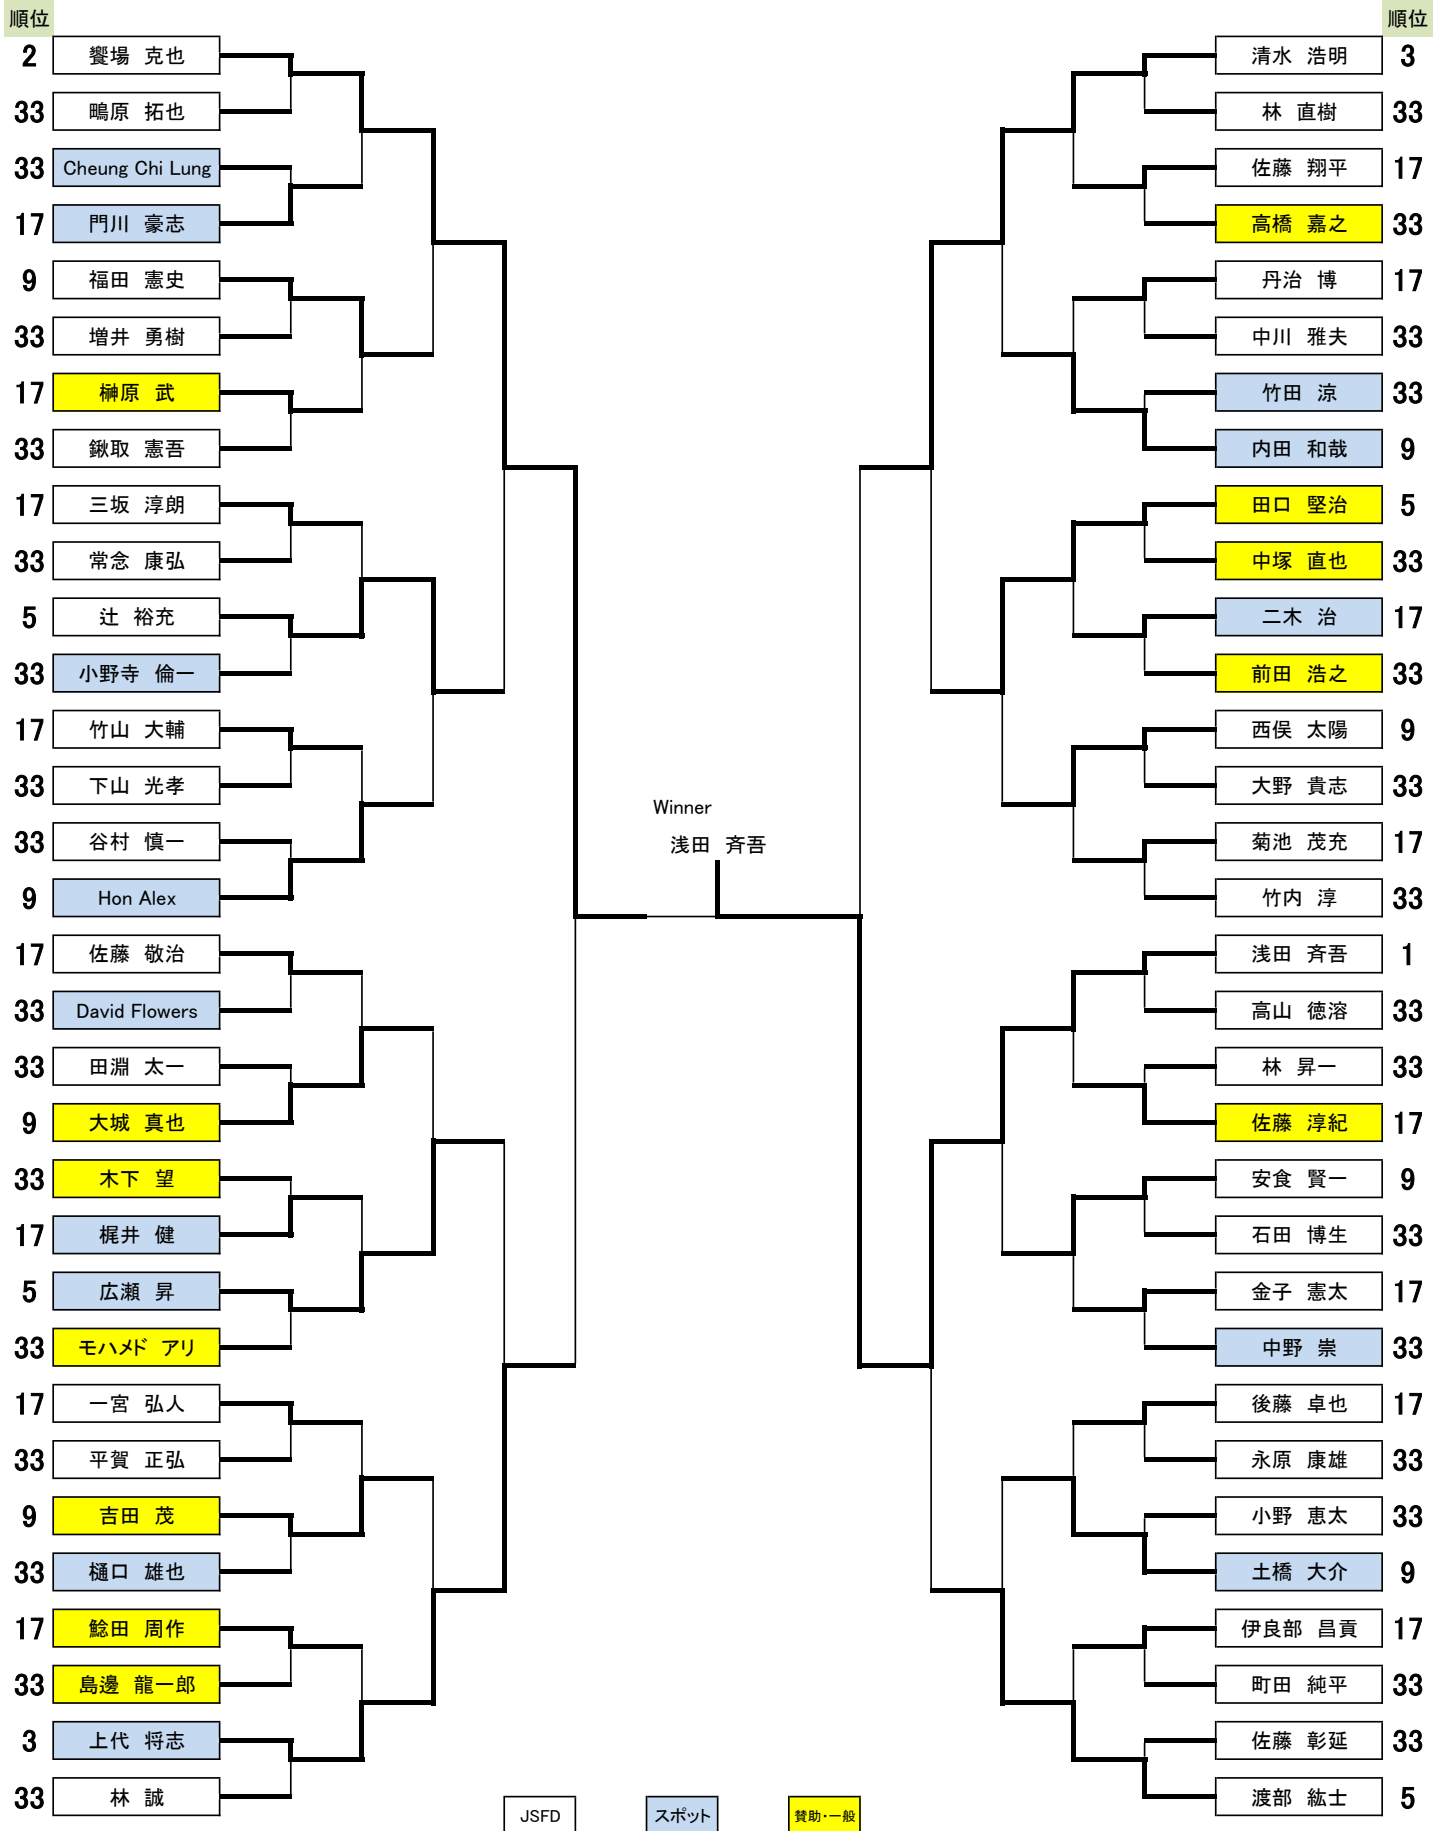 順位
2 饗場 克也
33 鴫原 拓也
33 Cheung Chi Lung
17 門川 豪志
9 福田 憲史
33 増井 勇樹
17 榊原 武
33 鍬取 憲吾
17 三坂 淳朗
33 常念 康弘
5 辻 裕充
33 小野寺 倫一
17 竹山 大輔
33 下山 光孝
33 谷村 慎一
9 Hon Alex
17 佐藤 敬治
33 David Flowers
33 田淵 太一
9 大城 真也
33 木下 望
17 梶井 健
5 広瀬 昇
33 モハメド アリ
17 一宮 弘人
33 平賀 正弘
9 吉田 茂
33 樋口 雄也
17 鯰田 周作
33 島邊 龍一郎
3 上代 将志
33 林 誠
Winner
浅田 斉吾
順位
清水 浩明 3
林 直樹 33
佐藤 翔平 17
高橋 嘉之 33
丹治 博 17
中川 雅夫 33
竹田 涼 33
内田 和哉 9
田口 堅治 5
中塚 直也 33
二木 治 17
前田 浩之 33
西俣 太陽 9
大野 貴志 33
菊池 茂充 17
竹内 淳 33
浅田 斉吾 1
高山 徳溶 33
林 昇一 33
佐藤 淳紀 17
安食 賢一 9
石田 博生 33
金子 憲太 17
中野 崇 33
後藤 卓也 17
永原 康雄 33
小野 恵太 33
土橋 大介 9
伊良部 昌貢 17
町田 純平 33
佐藤 彰延 33
渡部 紘士 5
JSFD スポット 賛助・一般